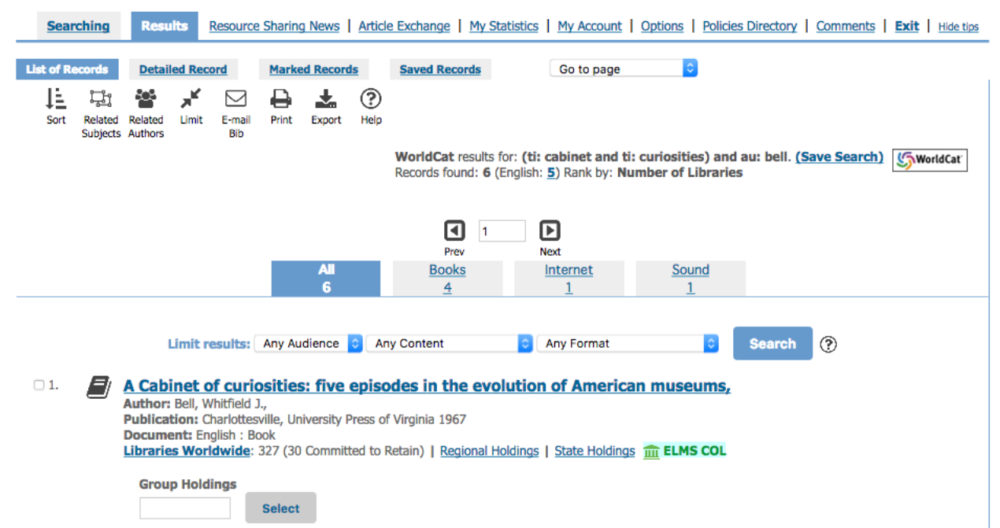 Searching Results Resource Sharing News | Article Exchange | My Statistics | My Account | Options | Policies Directory | Comments | Exit | Hide tips
List of Records Detailed Record Marked Records Saved Records Go to page
Sort Related Subjects Related Authors Limit E-mail Bib Print Export Help
WorldCat results for: (ti: cabinet and ti: curiosities) and au: bell. (Save Search) WorldCat
Records found: 6 (English: 5) Rank by: Number of Libraries
1
Prev Next
All Books Internet Sound
6 4 1 1
Limit results: Any Audience Any Content Any Format Search ?
1. A Cabinet of curiosities: five episodes in the evolution of American museums,
Author: Bell, Whitfield J.,
Publication: Charlottesville, University Press of Virginia 1967
Document: English : Book
Libraries Worldwide: 327 (30 Committed to Retain) | Regional Holdings | State Holdings ELMS COL
Group Holdings
Select